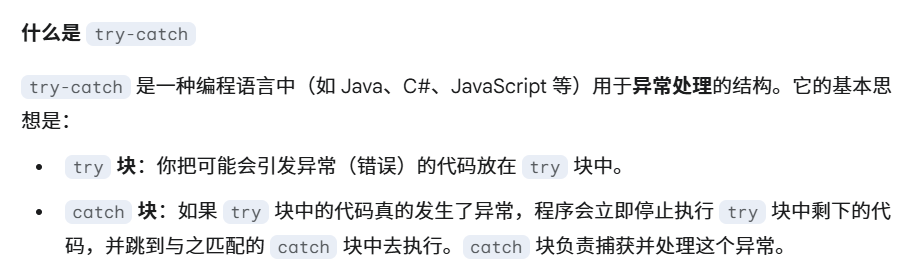 什么是 try-catch
try-catch 是一种编程语言中（如 Java、C#、JavaScript 等）用于异常处理的结构。它的基本思
想是：
• try 块：你把可能会引发异常（错误）的代码放在 try 块中。
• catch 块：如果 try 块中的代码真的发生了异常，程序会立即停止执行 try 块中剩下的代
码，并跳到与之匹配的 catch 块中去执行。catch 块负责捕获并处理这个异常。